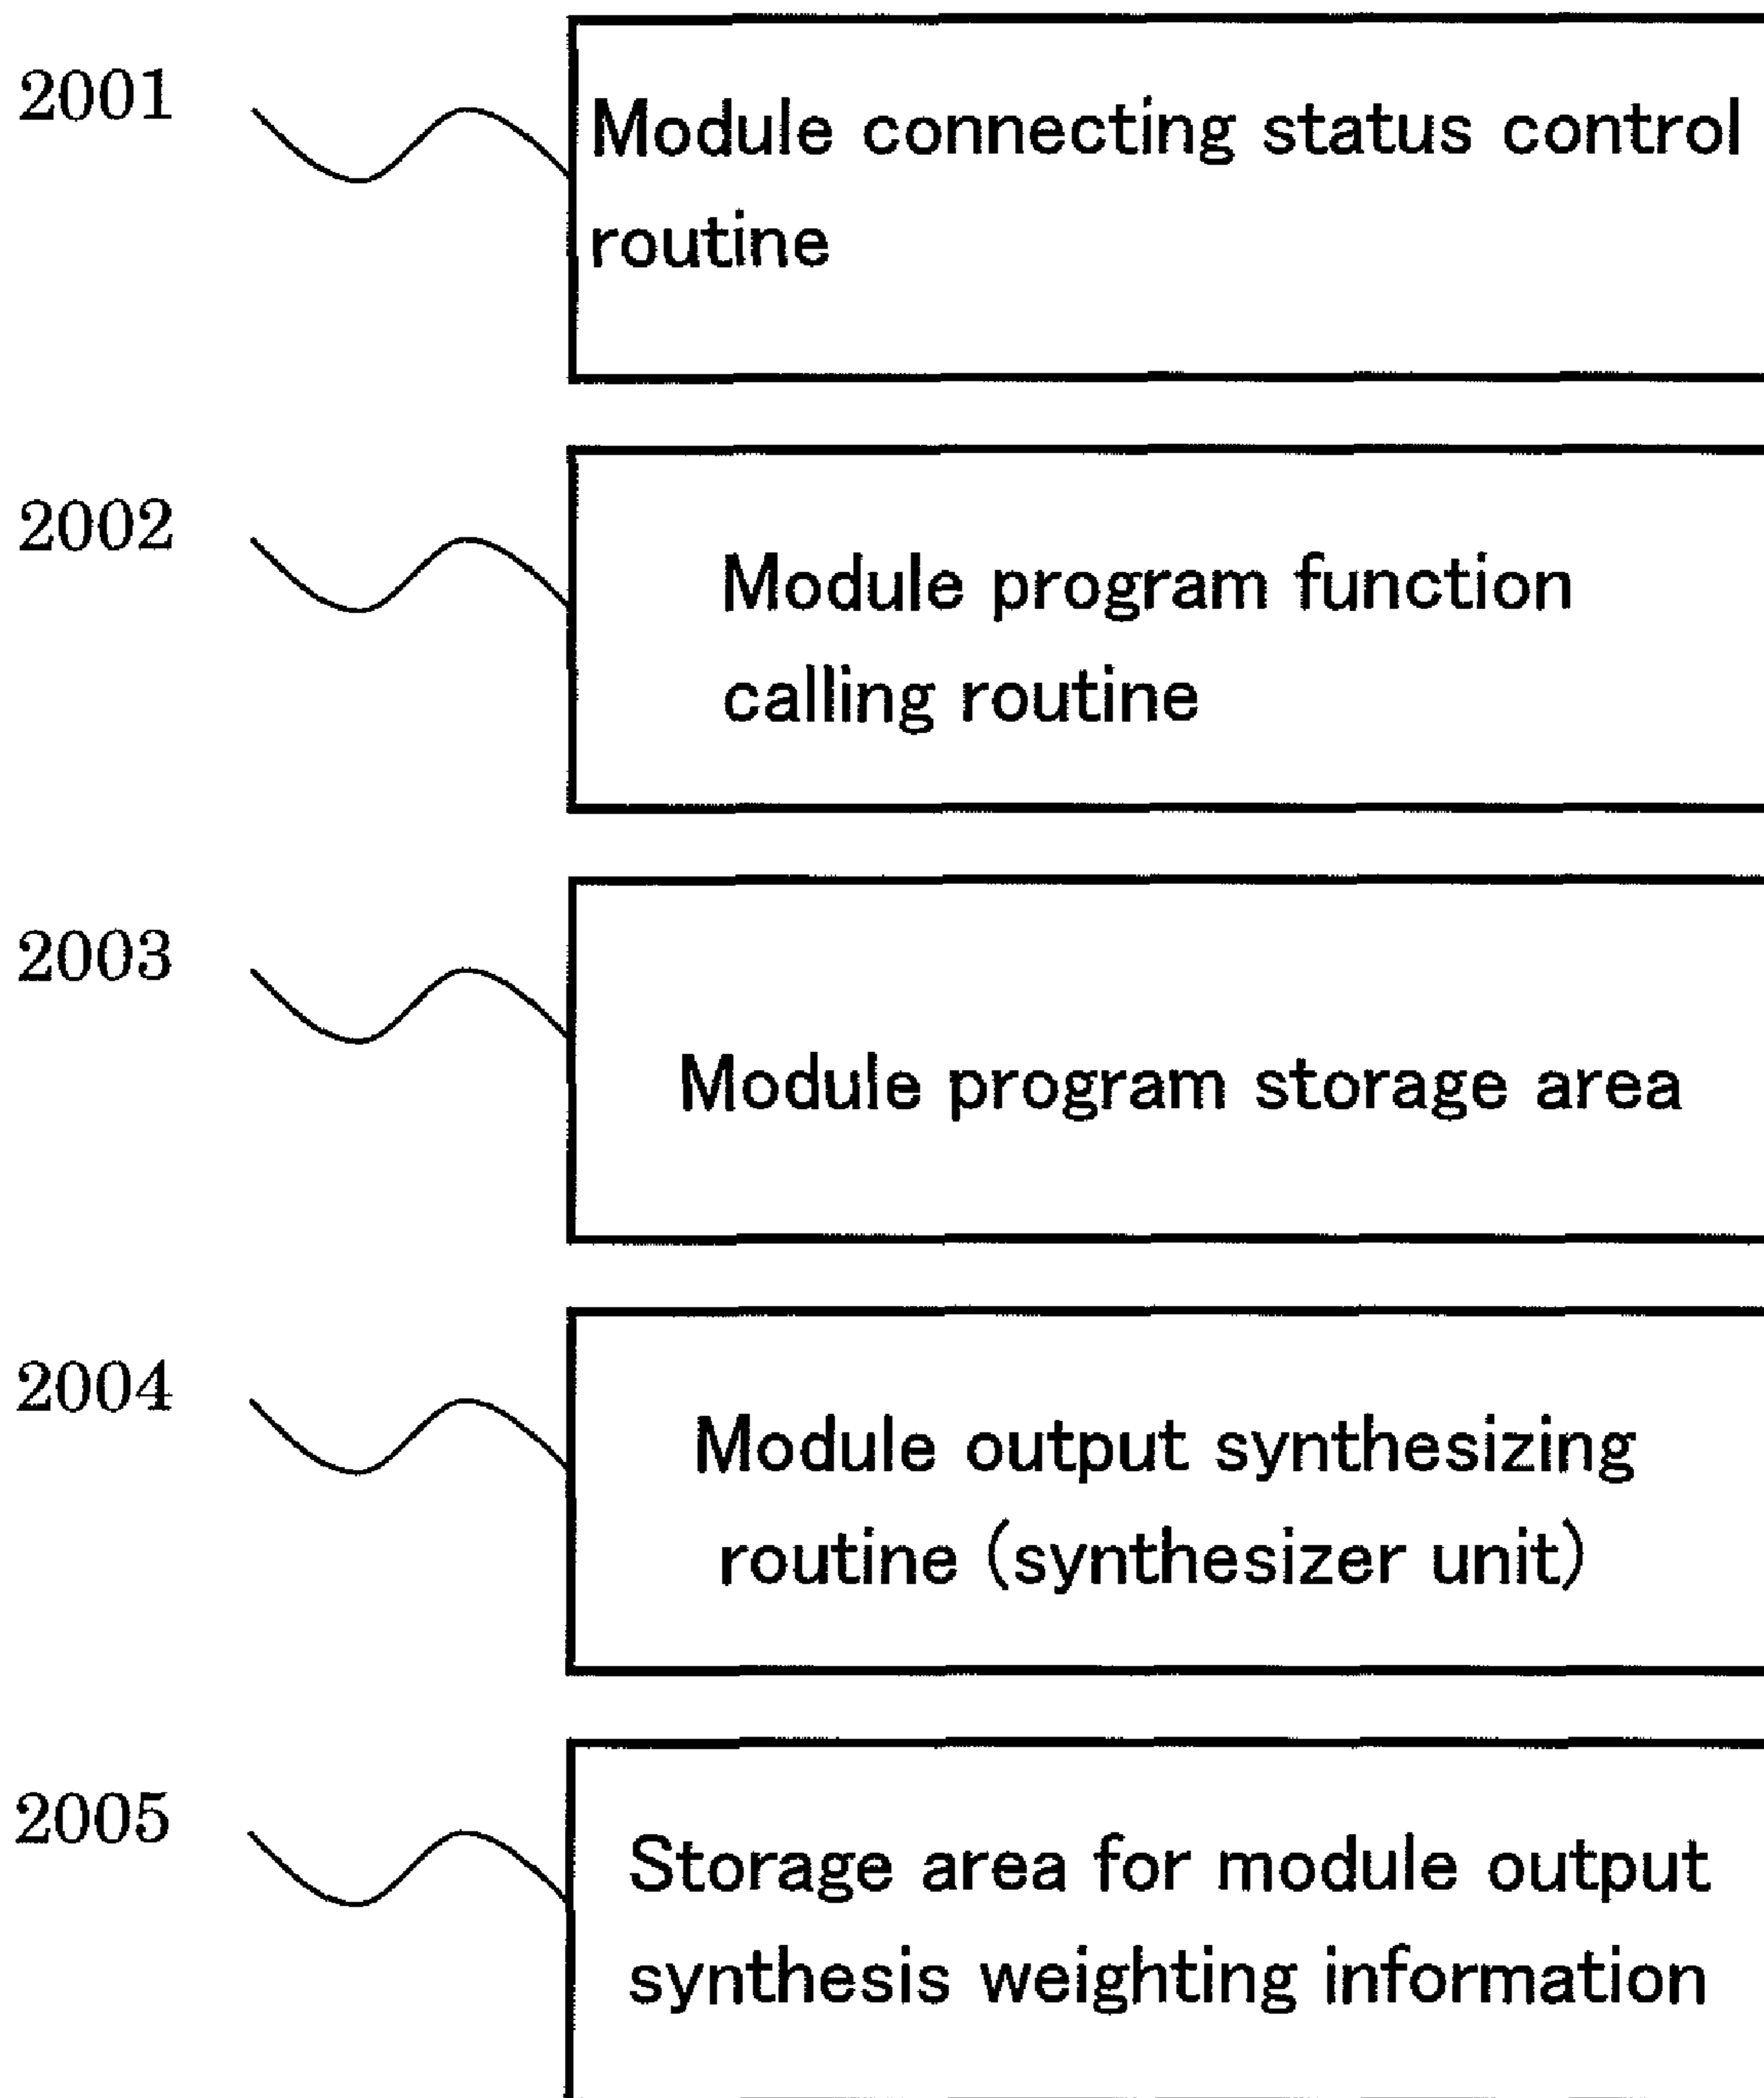 2001
Module connecting status control
routine
2002
Module program function
calling routine
2003
Module program storage area
2004
Module output synthesizing
routine (synthesizer unit)
2005
Storage area for module output
synthesis weighting information